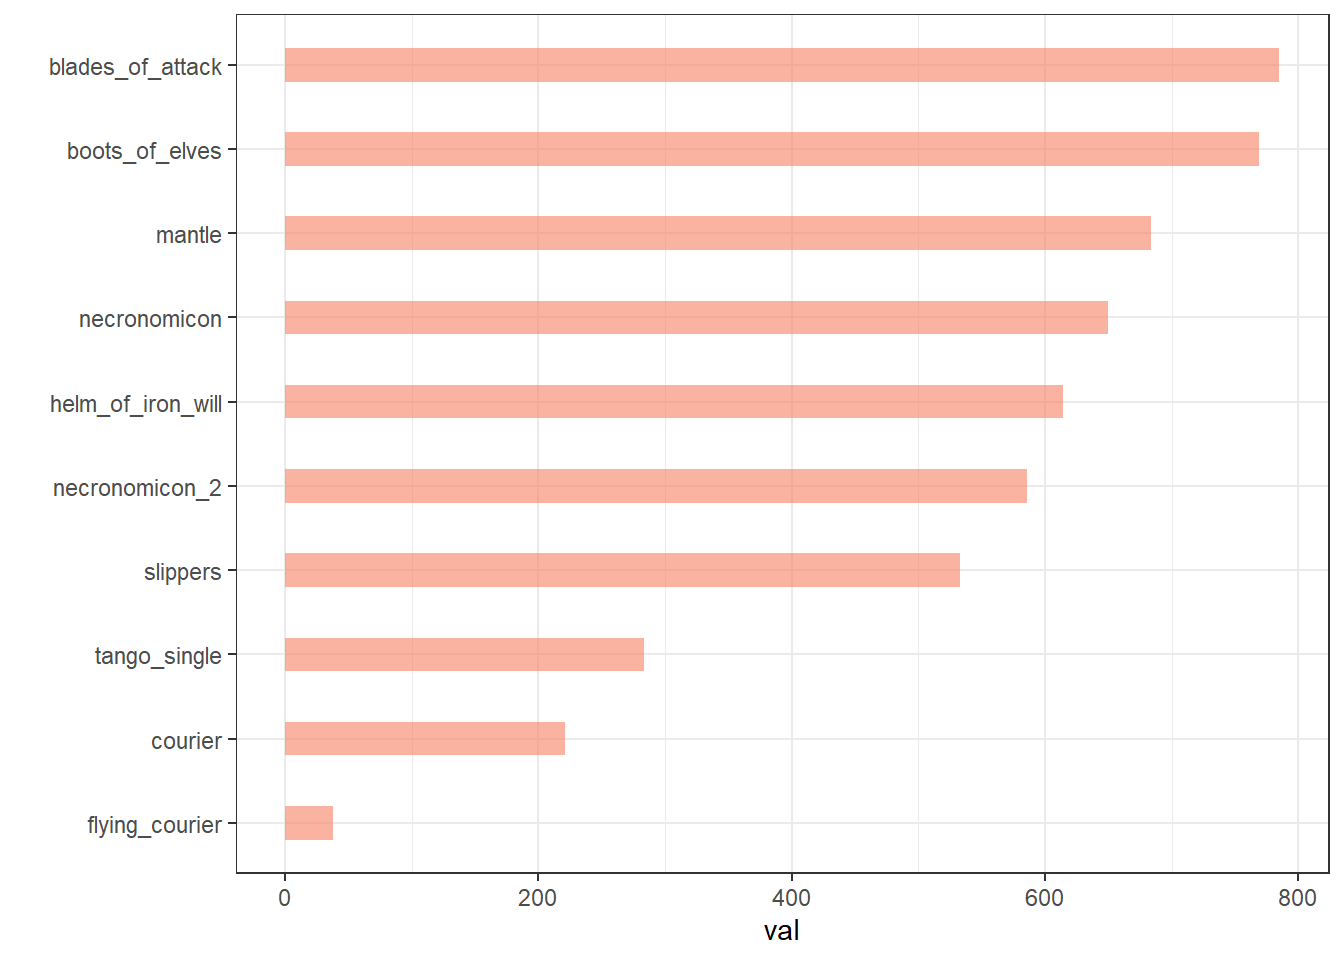 blades_of_attack
boots_of_elves
mantle
necronomicon
helm_of_iron_will
necronomicon_2
slippers
tango_single
courier
flying_courier
0 200 400 600 800
val